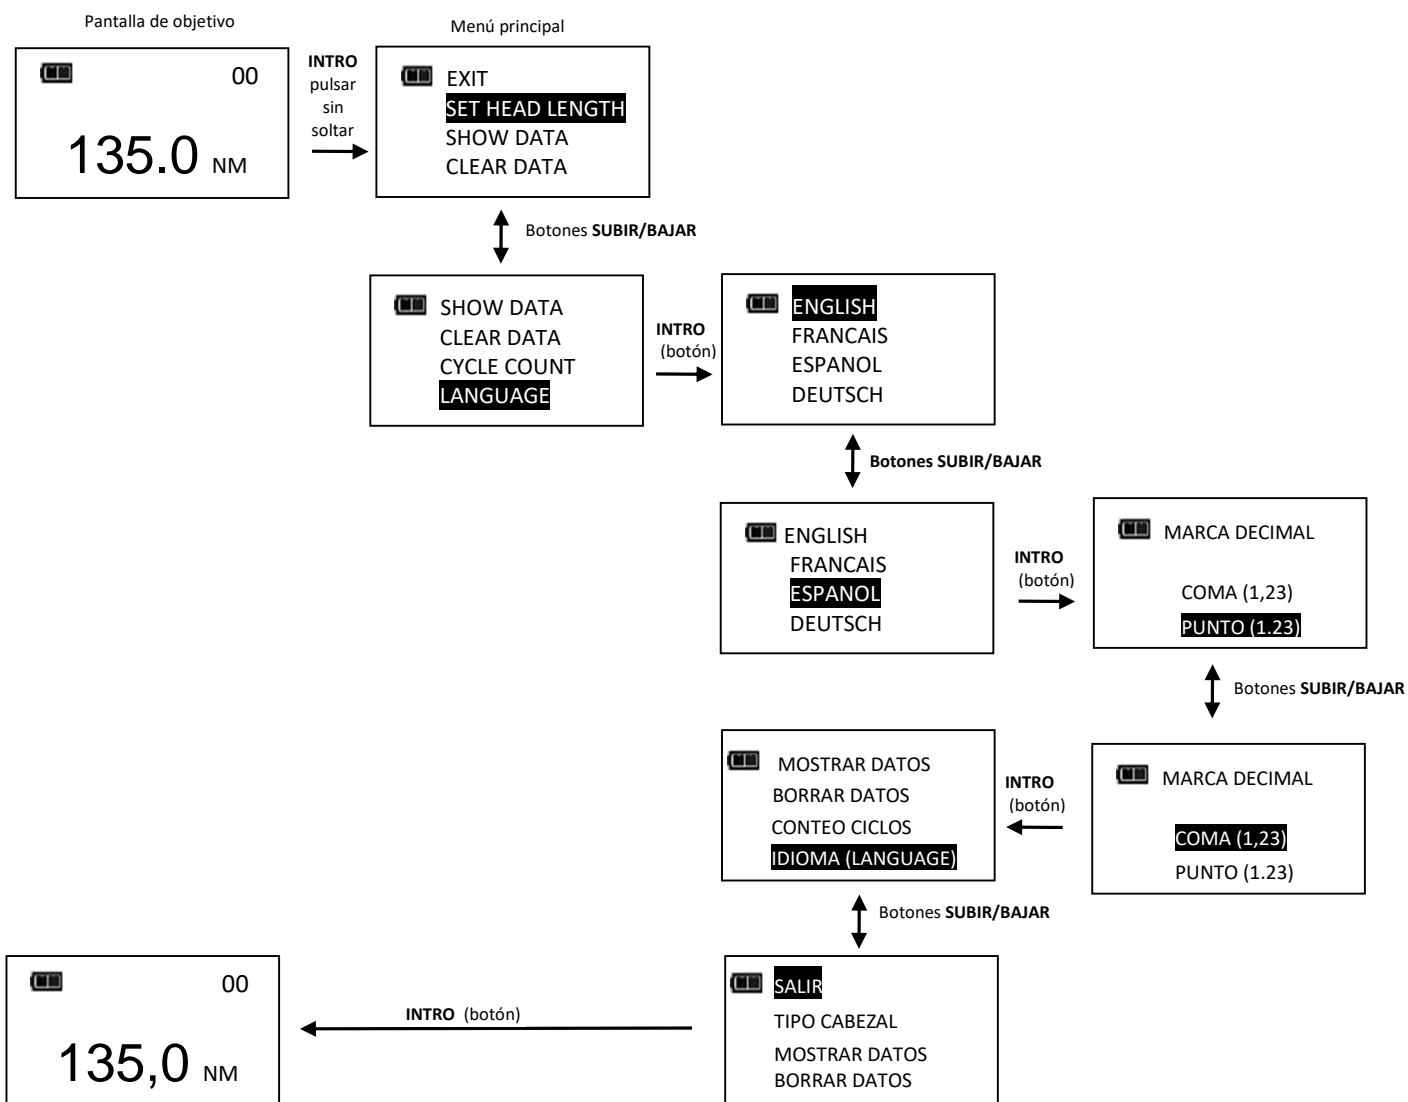 Pantalla de objetivo
Menú principal
00
135.0 NM
INTRO
pulsar
sin
soltar
EXIT
SET HEAD LENGTH
SHOW DATA
CLEAR DATA
Botones SUBIR/BAJAR
SHOW DATA
CLEAR DATA
CYCLE COUNT
LANGUAGE
INTRO
(botón)
ENGLISH
FRANCAIS
ESPANOL
DEUTSCH
Botones SUBIR/BAJAR
ENGLISH
FRANCAIS
ESPANOL
DEUTSCH
INTRO
(botón)
MARCA DECIMAL
COMA (1,23)
PUNTO (1.23)
Botones SUBIR/BAJAR
MARCA DECIMAL
COMA (1,23)
PUNTO (1.23)
INTRO
(botón)
MOSTRAR DATOS
BORRAR DATOS
CONTEO CICLOS
IDIOMA (LANGUAGE)
Botones SUBIR/BAJAR
SALIR
TIPO CABEZAL
MOSTRAR DATOS
BORRAR DATOS
INTRO (botón)
00
135,0 NM